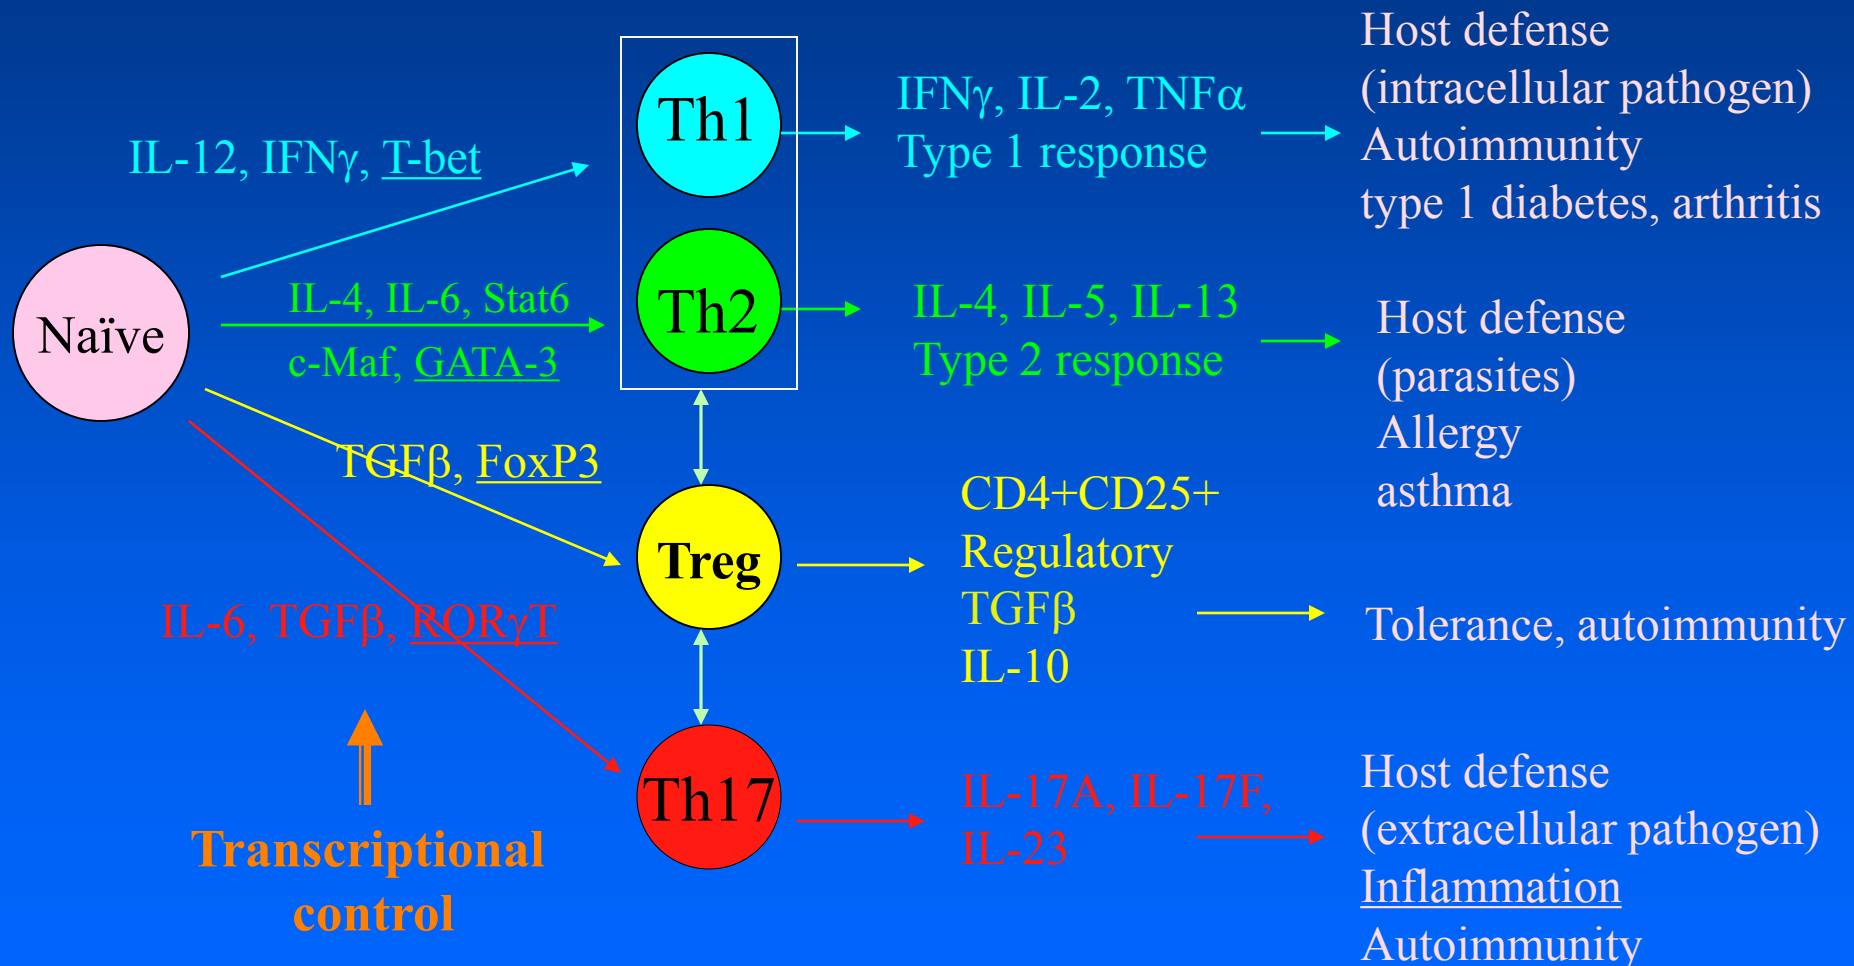 Naïve
IL-12, IFNγ, T-bet
IL-4, IL-6, Stat6
c-Maf, GATA-3
TGFβ, FoxP3
IL-6, TGFβ, RORγT
Transcriptional
control
Th1
Th2
Treg
Th17
IFNγ, IL-2, TNFα
Type 1 response
IL-4, IL-5, IL-13
Type 2 response
CD4+CD25+
Regulatory
TGFβ
IL-10
IL-17A, IL-17F,
IL-23
Host defense
(intracellular pathogen)
Autoimmunity
type 1 diabetes, arthritis
Host defense
(parasites)
Allergy
asthma
Tolerance, autoimmunity
Host defense
(extracellular pathogen)
Inflammation
Autoimmunity